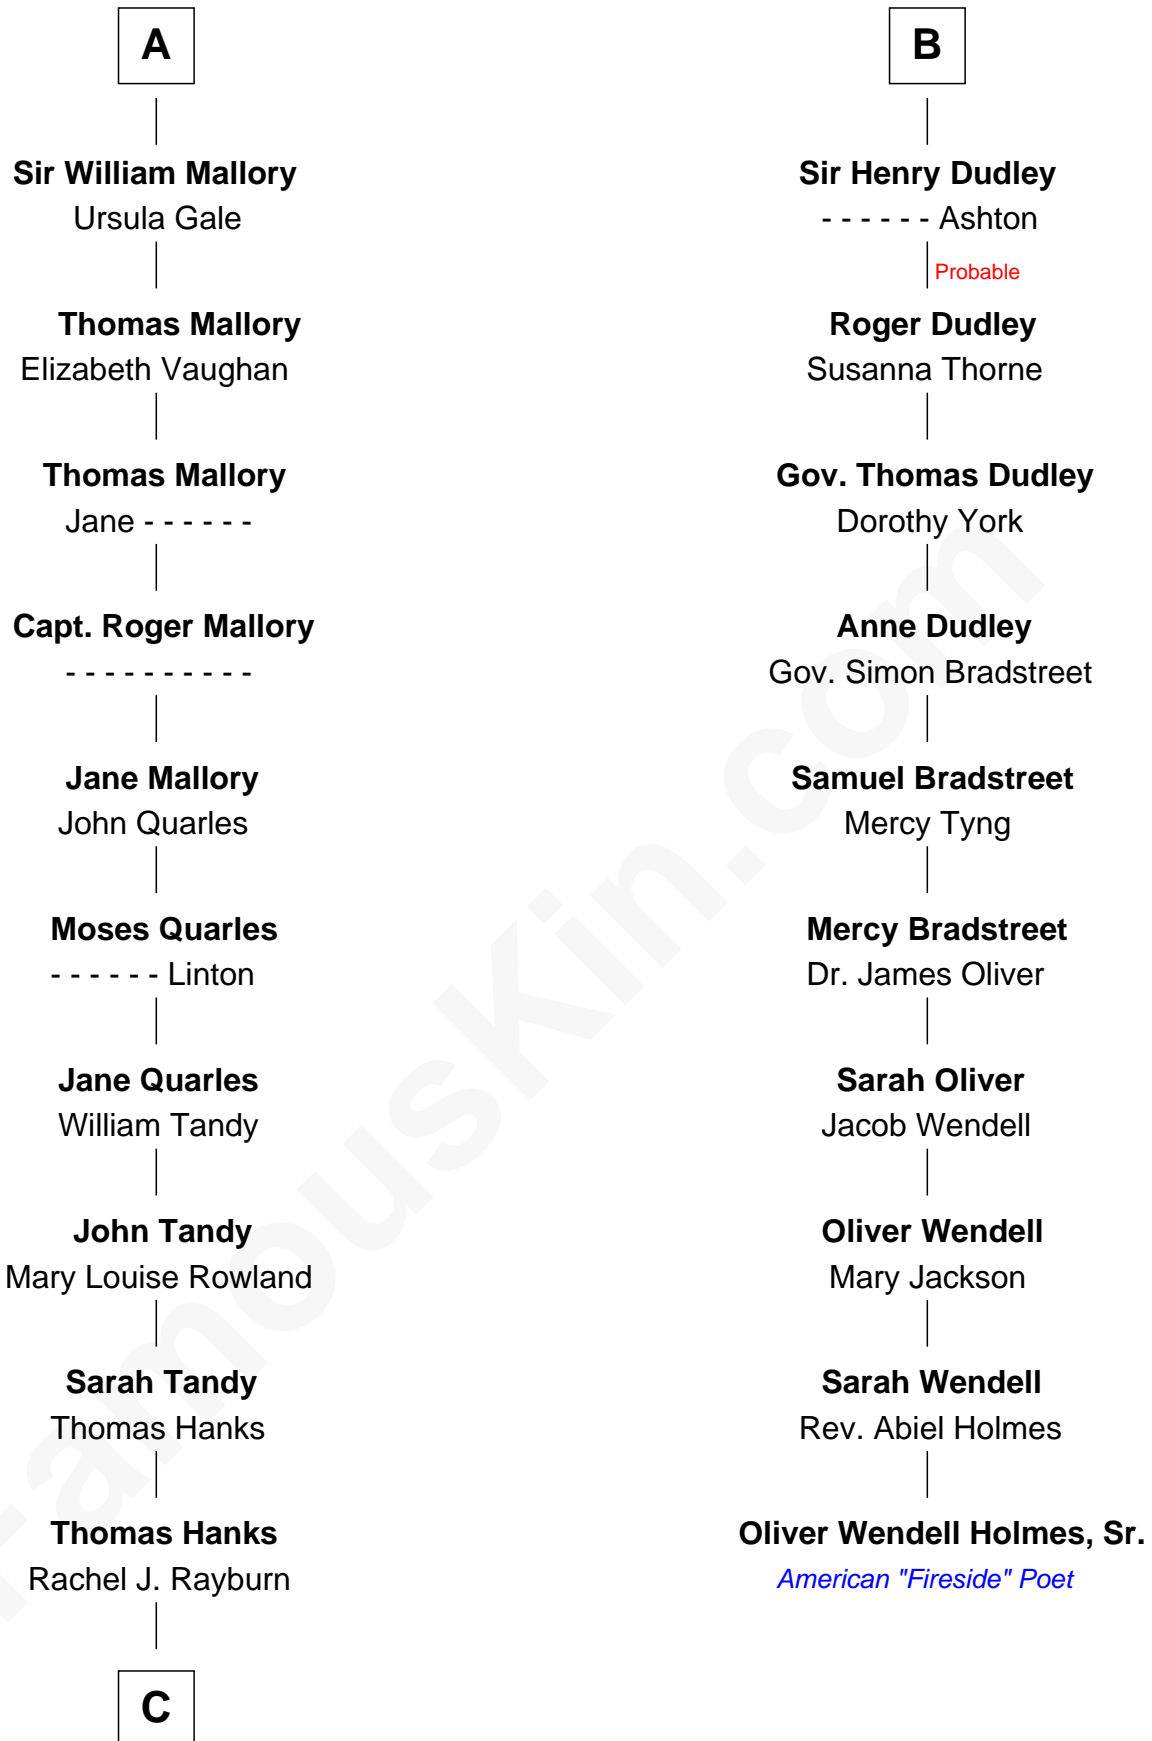 A
Sir William Mallory
Ursula Gale
Thomas Mallory
Elizabeth Vaughan
Thomas Mallory
Jane - - - - - -
Capt. Roger Mallory
- - - - - - - - - -
Jane Mallory
John Quarles
Moses Quarles
- - - - - - Linton
Jane Quarles
William Tandy
John Tandy
Mary Louise Rowland
Sarah Tandy
Thomas Hanks
Thomas Hanks
Rachel J. Rayburn
C
B
Sir Henry Dudley
- - - - - - Ashton
Probable
Roger Dudley
Susanna Thorne
Gov. Thomas Dudley
Dorothy York
Anne Dudley
Gov. Simon Bradstreet
Samuel Bradstreet
Mercy Tyng
Mercy Bradstreet
Dr. James Oliver
Sarah Oliver
Jacob Wendell
Oliver Wendell
Mary Jackson
Sarah Wendell
Rev. Abiel Holmes
Oliver Wendell Holmes, Sr.
American "Fireside" Poet
FamousKin.com